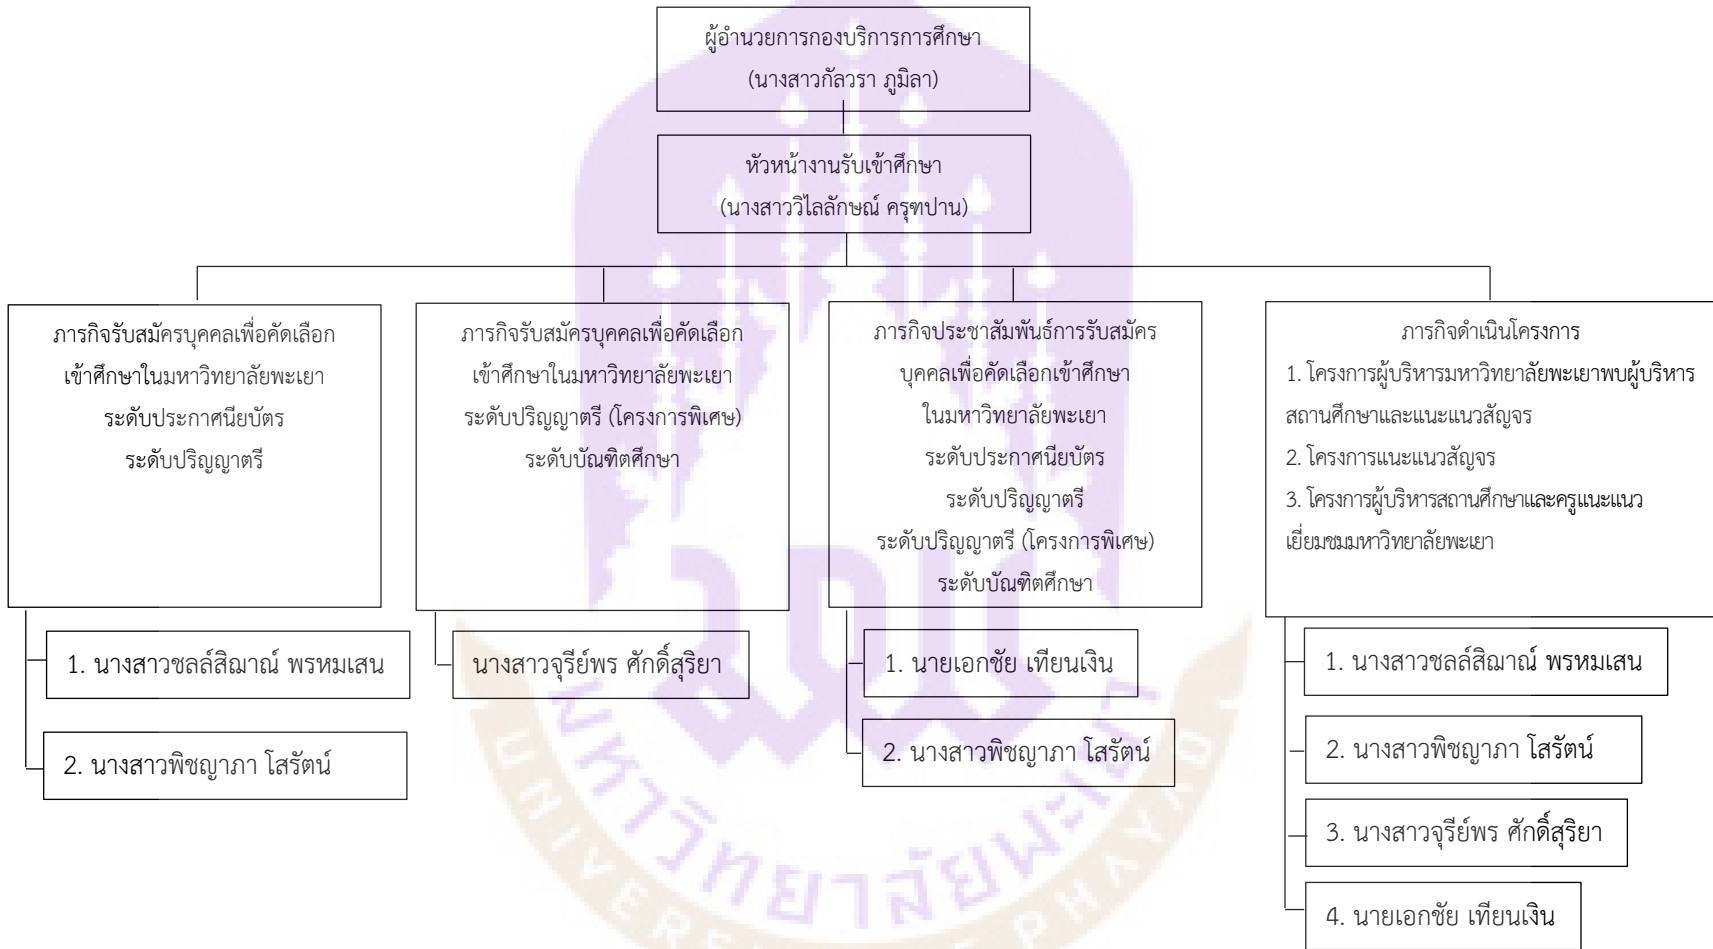 ผู้อำนวยการกองบริการการศึกษา
(นางสาวกัลวรา ภูมิลา)
หัวหน้างานรับเข้าศึกษา
(นางสาววิไลลักษณ์ ครุฑปาน)
ภารกิจรับสมัครบุคคลเพื่อคัดเลือก
เข้าศึกษาในมหาวิทยาลัยพะเยา
ระดับประกาศนียบัตร
ระดับปริญญาตรี
1. นางสาวชลล์สิฌาณ์ พรหมเสน
2. นางสาวพิชญาภา โสรัตน์
ภารกิจรับสมัครบุคคลเพื่อคัดเลือก
เข้าศึกษาในมหาวิทยาลัยพะเยา
ระดับปริญญาตรี (โครงการพิเศษ)
ระดับบัณฑิตศึกษา
นางสาวจุรีย์พร ศักดิ์สุริยา
ภารกิจประชาสัมพันธ์การรับสมัคร
บุคคลเพื่อคัดเลือกเข้าศึกษา
ในมหาวิทยาลัยพะเยา
ระดับประกาศนียบัตร
ระดับปริญญาตรี
ระดับปริญญาตรี (โครงการพิเศษ)
ระดับบัณฑิตศึกษา
1. นายเอกชัย เทียนเงิน
2. นางสาวพิชญาภา โสรัตน์
ภารกิจดำเนินโครงการ
1. โครงการผู้บริหารมหาวิทยาลัยพะเยาพบผู้บริหาร
สถานศึกษาและแนะแนวสัญจร
2. โครงการแนะแนวสัญจร
3. โครงการผู้บริหารสถานศึกษาและครูแนะแนว
เยี่ยมชมมหาวิทยาลัยพะเยา
1. นางสาวชลล์สิฌาณ์ พรหมเสน
2. นางสาวพิชญาภา โสรัตน์
3. นางสาวจุรีย์พร ศักดิ์สุริยา
4. นายเอกชัย เทียนเงิน
มหาวิทยาลัยพะเยา
UNIVERSITY OF PHAYAO